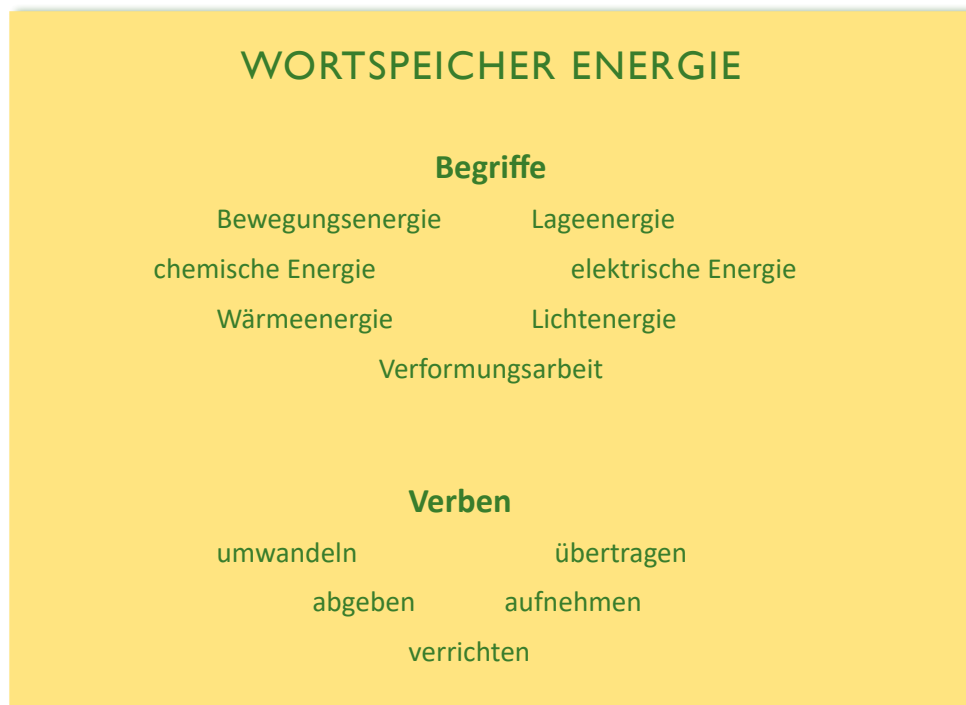 WORTSPEICHER ENERGIE
Begriffe
Bewegungsenergie Lageenergie
chemische Energie elektrische Energie
Wärmeenergie Lichtenergie
Verformungsarbeit
Verben
umwandeln übertragen
abgeben aufnehmen
verrichten